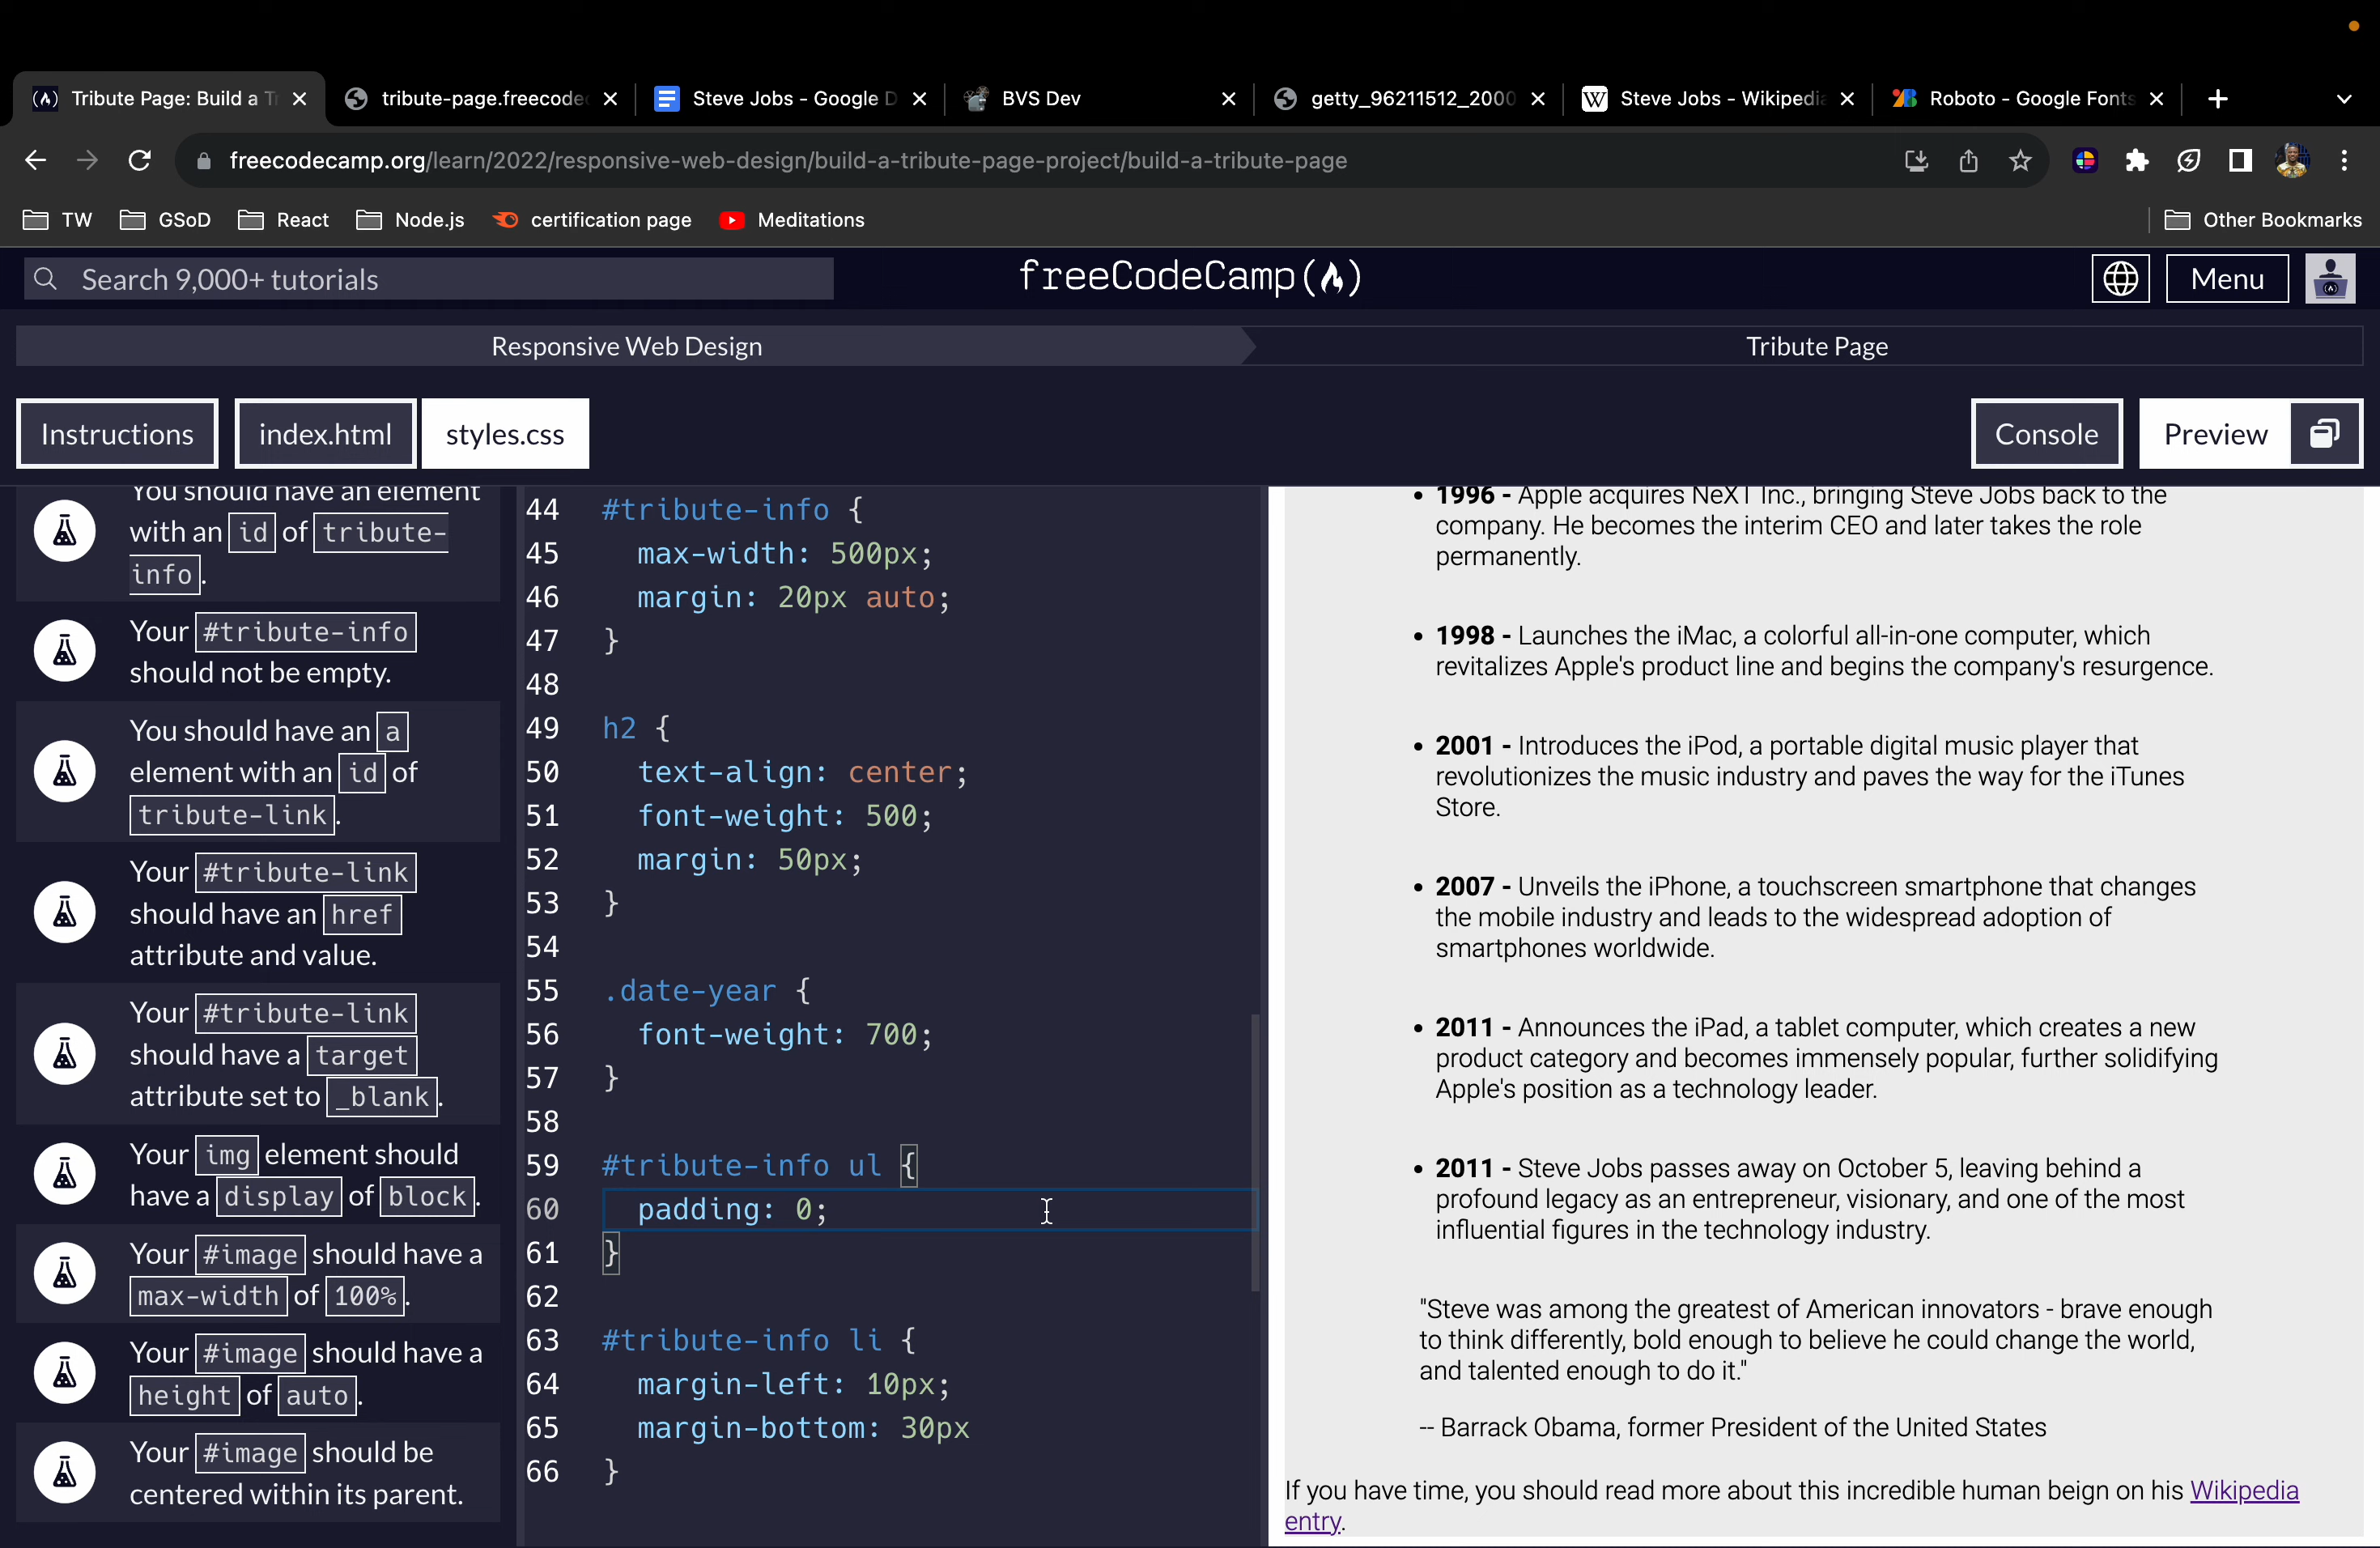 Tribute Page: Build a Tr
tribute-page.freecodec
Steve Jobs - Google D
BVS Dev
getty_96211512_2000
Steve Jobs - Wikipedia
Roboto - Google Fonts
freecodecamp.org/learn/2022/responsive-web-design/build-a-tribute-page-project/build-a-tribute-page
TW
GSoD
React
Node.js
certification page
Meditations
Other Bookmarks
Search 9,000+ tutorials
freeCodeCamp
Menu
Responsive Web Design
Tribute Page
Instructions
index.html
styles.css
Console
Preview
You should have an element
with an id of tribute-
info.
Your #tribute-info
should not be empty.
You should have an a
element with an id of
tribute-link.
Your #tribute-link
should have an href
attribute and value.
Your #tribute-link
should have a target
attribute set to _blank.
Your img element should
have a display of block.
Your #image should have a
max-width of 100%.
Your #image should have a
height of auto.
Your #image should be
centered within its parent.
44 #tribute-info {
45 max-width: 500px;
46 margin: 20px auto;
47 }
48
49 h2 {
50 text-align: center;
51 font-weight: 500;
52 margin: 50px;
53 }
54
55 .date-year {
56 font-weight: 700;
57 }
58
59 #tribute-info ul {
60 padding: 0;
61 }
62
63 #tribute-info li {
64 margin-left: 10px;
65 margin-bottom: 30px
66 }
• 1996 - Apple acquires NeXT Inc., bringing Steve Jobs back to the
company. He becomes the interim CEO and later takes the role
permanently.
• 1998 - Launches the iMac, a colorful all-in-one computer, which
revitalizes Apple's product line and begins the company's resurgence.
• 2001 - Introduces the iPod, a portable digital music player that
revolutionizes the music industry and paves the way for the iTunes
Store.
• 2007 - Unveils the iPhone, a touchscreen smartphone that changes
the mobile industry and leads to the widespread adoption of
smartphones worldwide.
• 2011 - Announces the iPad, a tablet computer, which creates a new
product category and becomes immensely popular, further solidifying
Apple's position as a technology leader.
• 2011 - Steve Jobs passes away on October 5, leaving behind a
profound legacy as an entrepreneur, visionary, and one of the most
influential figures in the technology industry.
"Steve was among the greatest of American innovators - brave enough
to think differently, bold enough to believe he could change the world,
and talented enough to do it."
-- Barrack Obama, former President of the United States
If you have time, you should read more about this incredible human beign on his Wikipedia
entry.